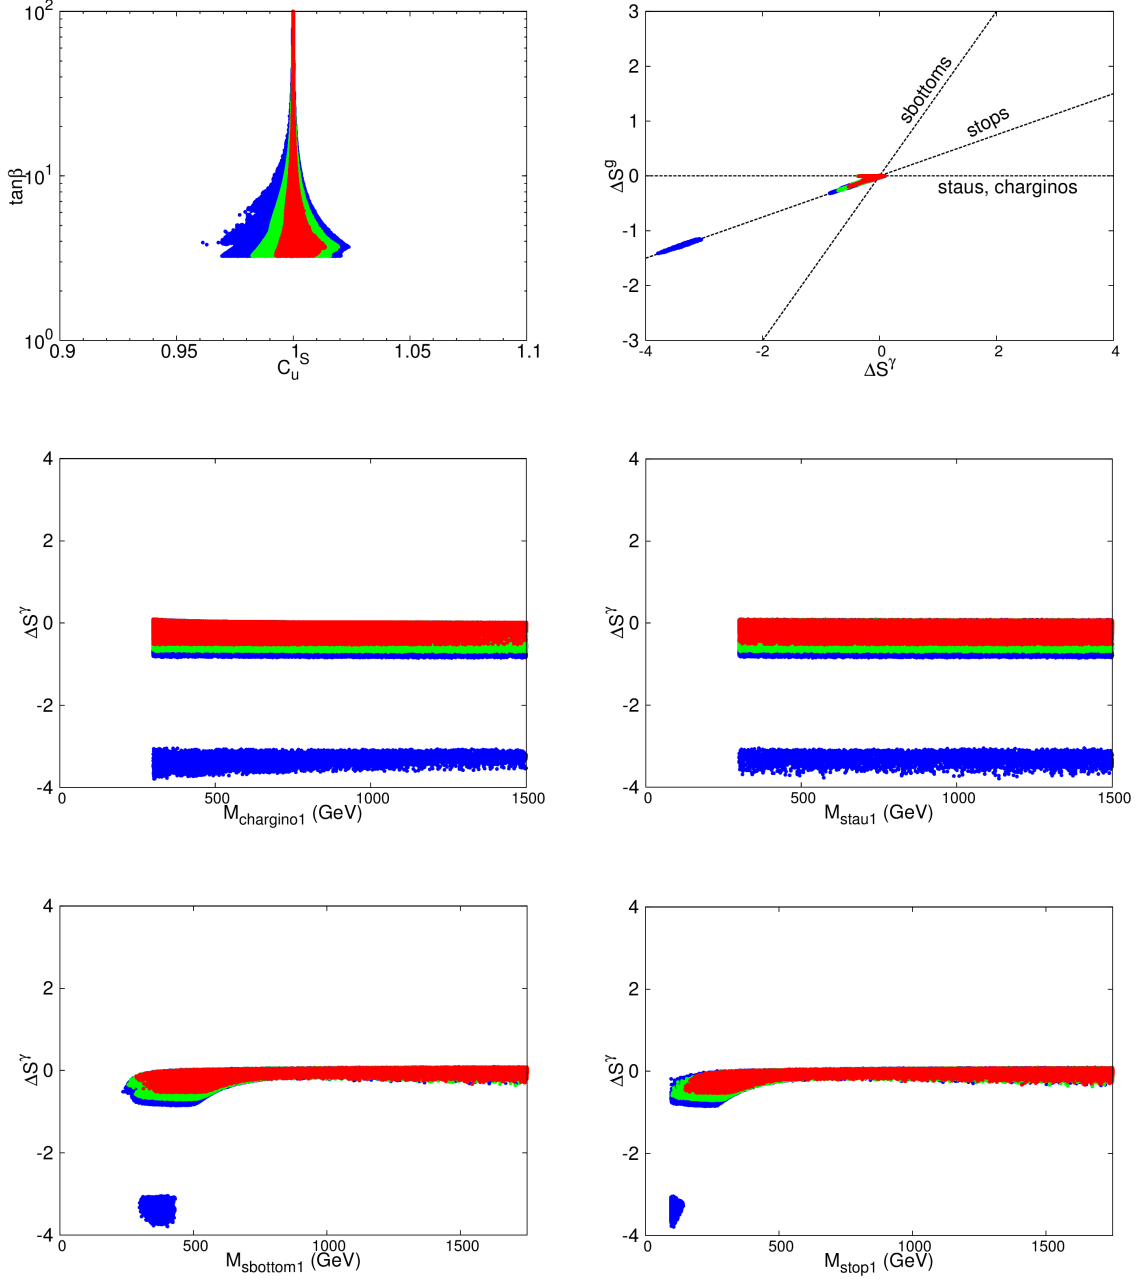 10^2
10^1
10^0
tanβ
0.9 0.95 1 1.05 1.1
C_u^S
3
2
1
0
-1
-2
-3
ΔS^g
sbottoms
stops
staus, charginos
-4 -2 0 2 4
ΔS^γ
4
2
0
-2
-4
ΔS^γ
0 500 1000 1500
M_chargino1 (GeV)
4
2
0
-2
-4
ΔS^γ
0 500 1000 1500
M_stau1 (GeV)
4
2
0
-2
-4
ΔS^γ
0 500 1000 1500
M_sbottom1 (GeV)
4
2
0
-2
-4
ΔS^γ
0 500 1000 1500
M_stop1 (GeV)